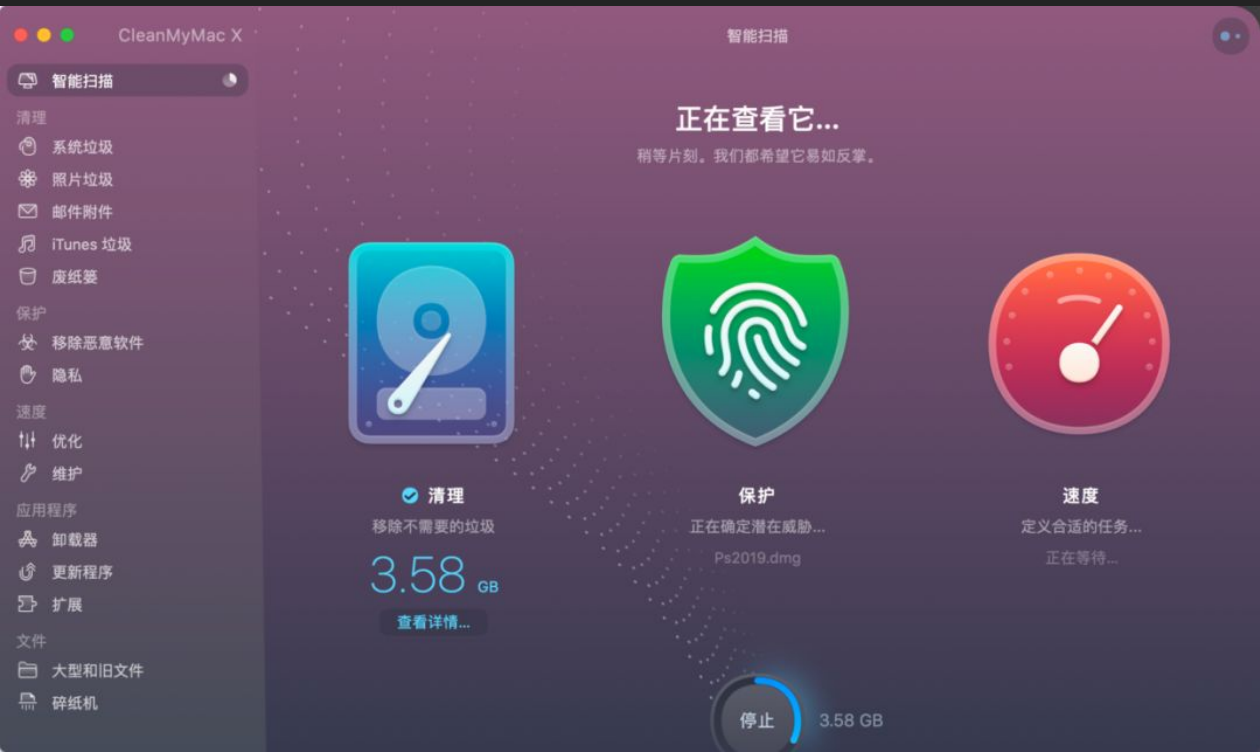 CleanMyMac X
智能扫描
智能扫描
清理
系统垃圾
照片垃圾
邮件附件
iTunes 垃圾
废纸篓
保护
移除恶意软件
隐私
速度
优化
维护
应用程序
卸载器
更新程序
扩展
文件
大型和旧文件
碎纸机
正在查看它...
稍等片刻。我们都希望它易如反掌。
清理
移除不需要的垃圾
3.58 GB
查看详情...
保护
正在确定潜在威胁...
Ps2019.dmg
速度
定义合适的任务...
正在等待...
停止
3.58 GB